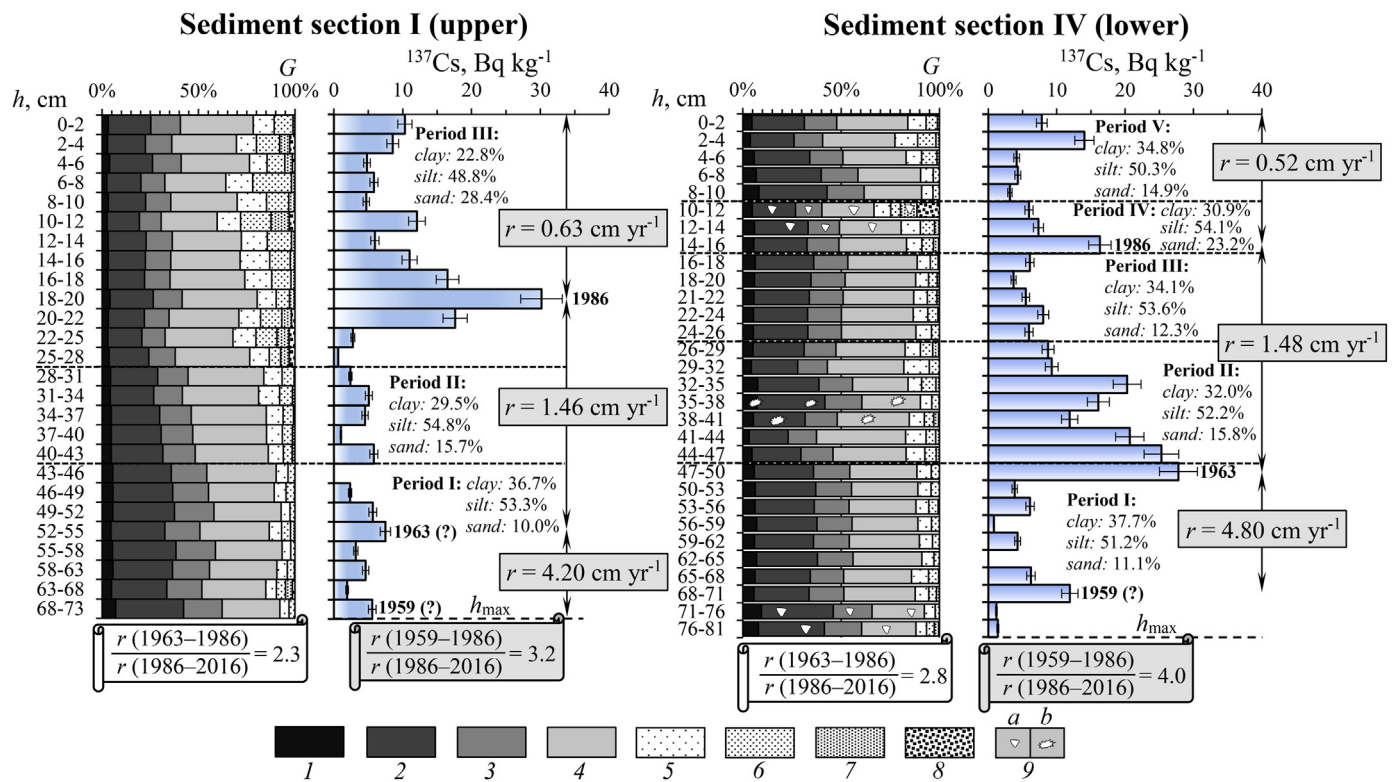 Sediment section I (upper)
G
¹³⁷Cs, Bq kg⁻¹
h, cm
0%
50%
100%
0
10
20
30
40
0-2
2-4
4-6
6-8
8-10
10-12
12-14
14-16
16-18
18-20
20-22
22-25
25-28
28-31
31-34
34-37
37-40
40-43
43-46
46-49
49-52
52-55
55-58
58-63
63-68
68-73
Period III:
clay: 22.8%
silt: 48.8%
sand: 28.4%
r = 0.63 cm yr⁻¹
1986
Period II:
clay: 29.5%
silt: 54.8%
sand: 15.7%
r = 1.46 cm yr⁻¹
Period I: clay: 36.7%
silt: 53.3%
sand: 10.0%
1963 (?)
r = 4.20 cm yr⁻¹
1959 (?)
hmax
r (1963–1986)
r (1986–2016)
= 2.3
r (1959–1986)
r (1986–2016)
= 3.2
Sediment section IV (lower)
G
¹³⁷Cs, Bq kg⁻¹
h, cm
0%
50%
100%
0
10
20
30
40
0-2
2-4
4-6
6-8
8-10
10-12
12-14
14-16
16-18
18-20
21-22
22-24
24-26
26-29
29-32
32-35
35-38
38-41
41-44
44-47
47-50
50-53
53-56
56-59
59-62
62-65
65-68
68-71
71-76
76-81
Period V:
clay: 34.8%
silt: 50.3%
sand: 14.9%
r = 0.52 cm yr⁻¹
Period IV: clay: 30.9%
silt: 54.1%
1986 sand: 23.2%
Period III:
clay: 34.1%
silt: 53.6%
sand: 12.3%
r = 1.48 cm yr⁻¹
Period II:
clay: 32.0%
silt: 52.2%
sand: 15.8%
1963
Period I:
clay: 37.7%
silt: 51.2%
sand: 11.1%
r = 4.80 cm yr⁻¹
1959 (?)
hmax
r (1963–1986)
r (1986–2016)
= 2.8
r (1959–1986)
r (1986–2016)
= 4.0
a b
1 2 3 4 5 6 7 8 9